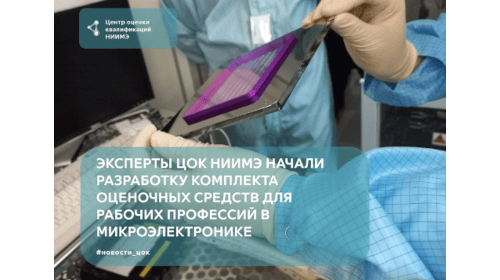 Центр оценки
квалификаций
НИИМЭ
ЭКСПЕРТЫ ЦОК НИИМЭ НАЧАЛИ
РАЗРАБОТКУ КОМПЛЕКТА
ОЦЕНОЧНЫХ СРЕДСТВ ДЛЯ
РАБОЧИХ ПРОФЕССИЙ В
МИКРОЭЛЕКТРОНИКЕ
#новости_цок